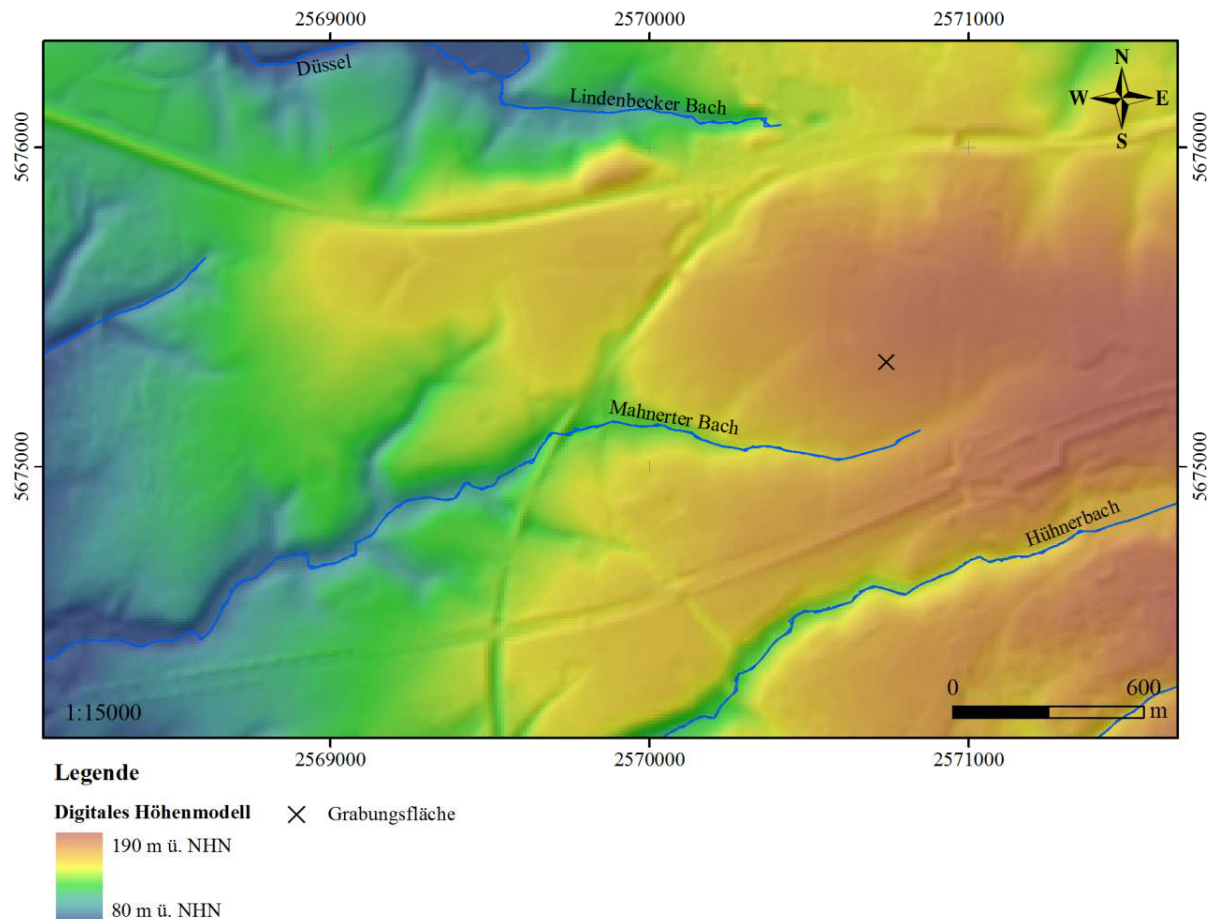 2569000 2570000 2571000
Düssel
Lindenbecker Bach
N
W E
S
5676000 5676000
Mahnerter Bach
5675000 5675000
Hühnerbach
0 600
m
1:15000
2569000 2570000 2571000
Legende
Digitales Höhenmodell
Grabungsfläche
190 m ü. NHN
80 m ü. NHN